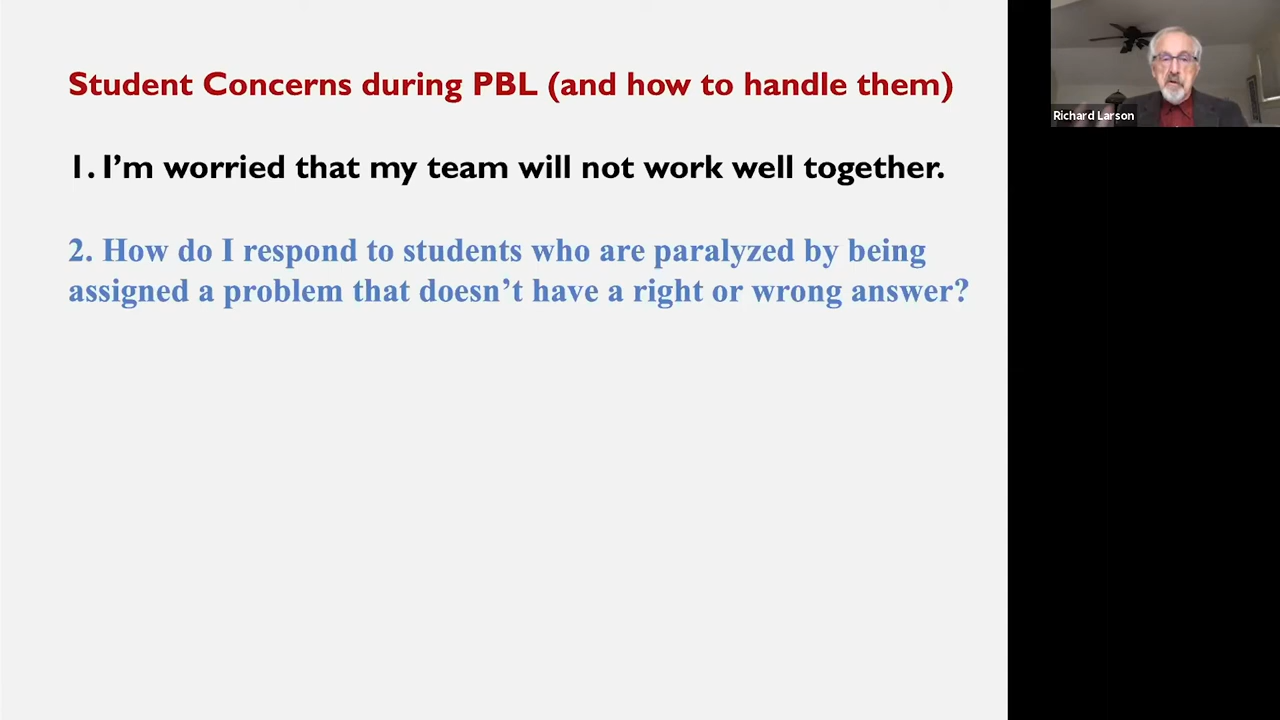 Student Concerns during PBL (and how to handle them)
1. I’m worried that my team will not work well together.
2. How do I respond to students who are paralyzed by being
assigned a problem that doesn’t have a right or wrong answer?
Richard Larson